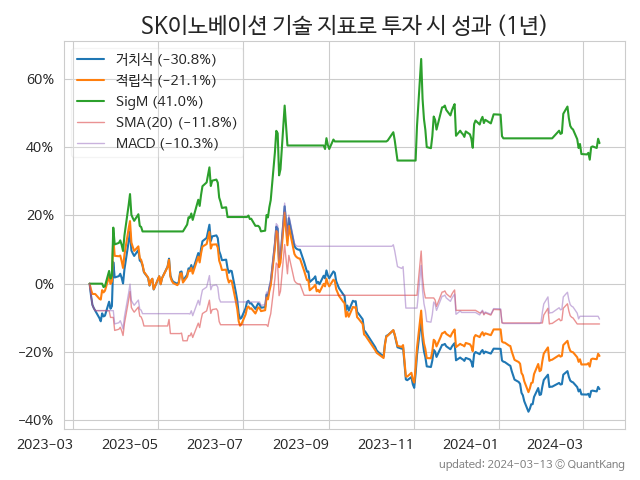 SK이노베이션 기술 지표로 투자 시 성과 (1년)
거치식 (−30.8%)
적립식 (−21.1%)
SigM (41.0%)
SMA(20) (−11.8%)
MACD (−10.3%)
60%
40%
20%
0%
−20%
−40%
2023-03 2023-05 2023-07 2023-09 2023-11 2024-01 2024-03
updated: 2024-03-13 ⓒ QuantKang